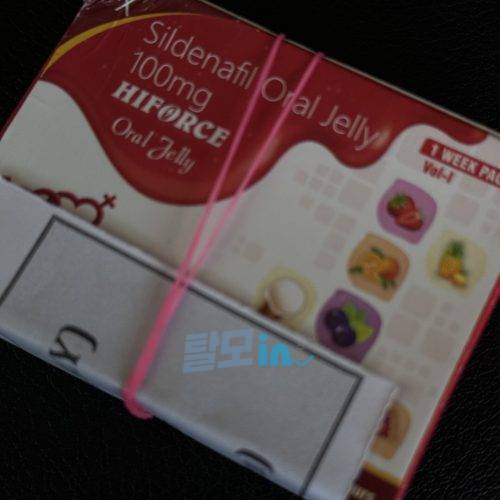 Sildenafil Oral Jelly
100mg
HIFORCE
Oral Jelly
1 WEEK PA
Vol-I
탈모in